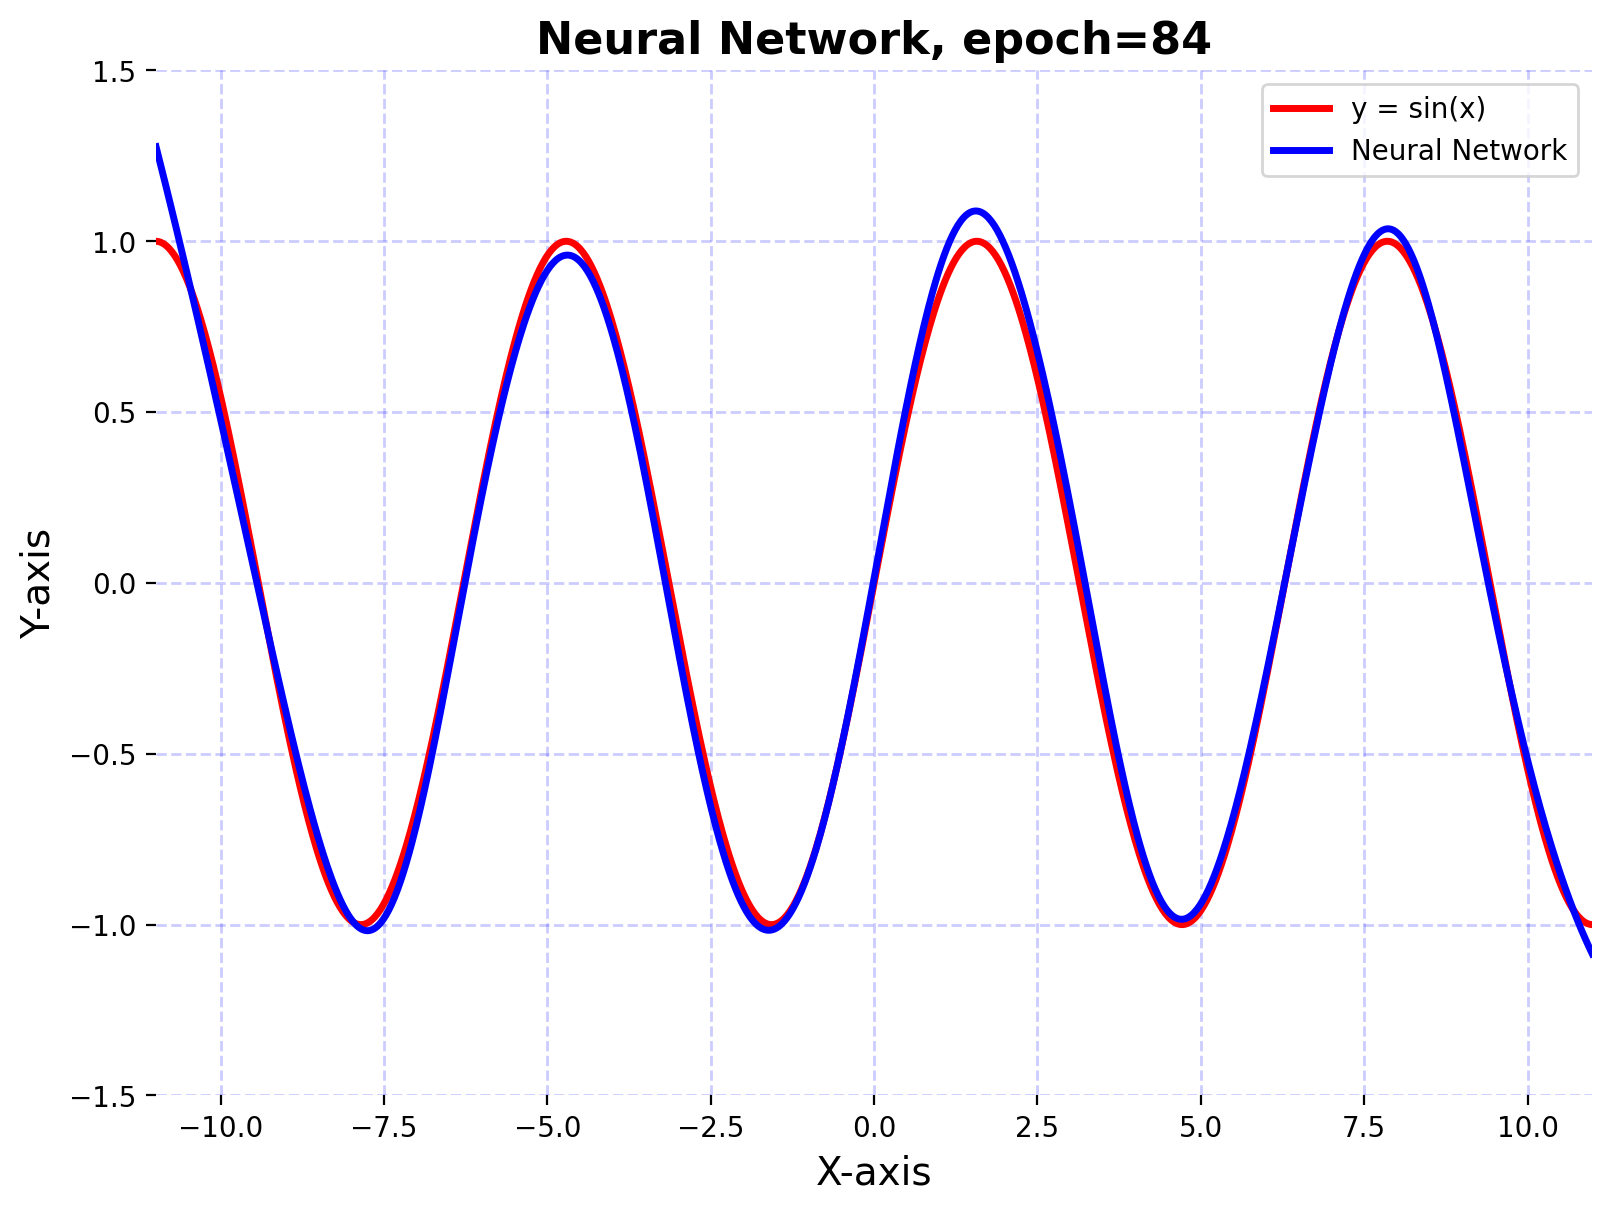 Neural Network, epoch=84
y = sin(x)
Neural Network
1.5
1.0
0.5
0.0
−0.5
−1.0
−1.5
Y-axis
−10.0 −7.5 −5.0 −2.5 0.0 2.5 5.0 7.5 10.0
X-axis